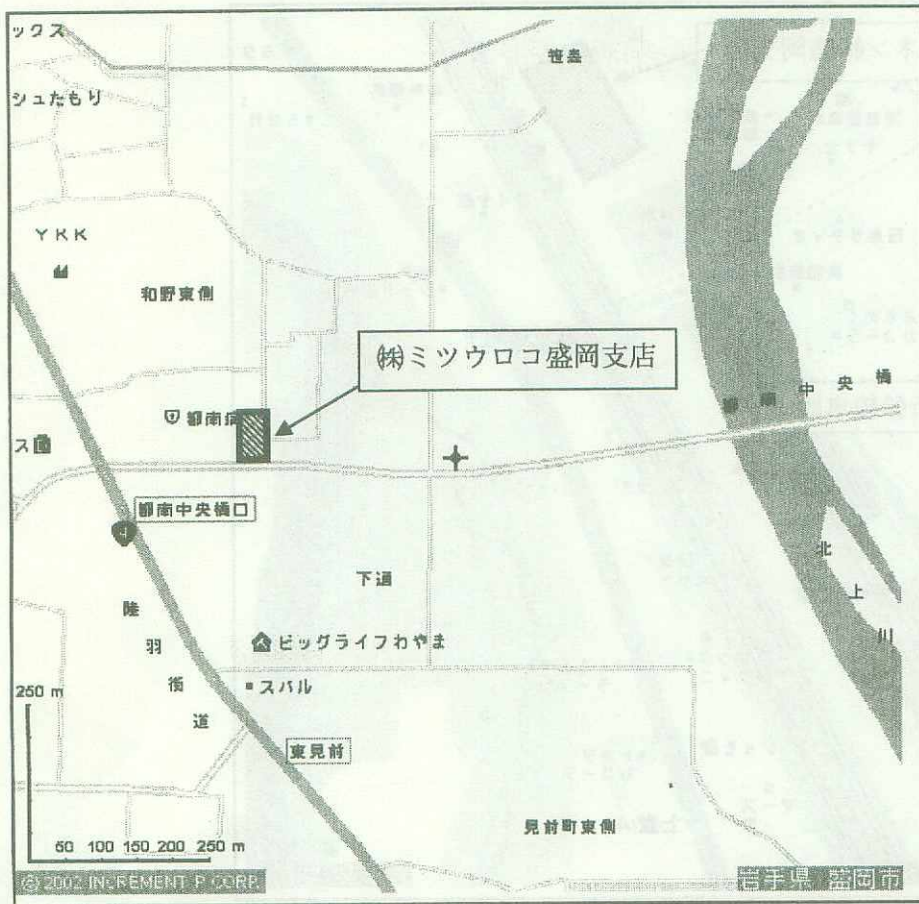 ックス
笹島
シュたもり
YKK
和野東側
㈱ミツウロコ盛岡支店
都南中央橋
都南病
ス
都南中央橋口
下通
北上川
陸羽街道
ビッグライフわやま
スバル
250 m
東見前
見前町東側
50 100 150 200 250 m
© 2002 INCREMENT P CORP.
岩手県 盛岡市